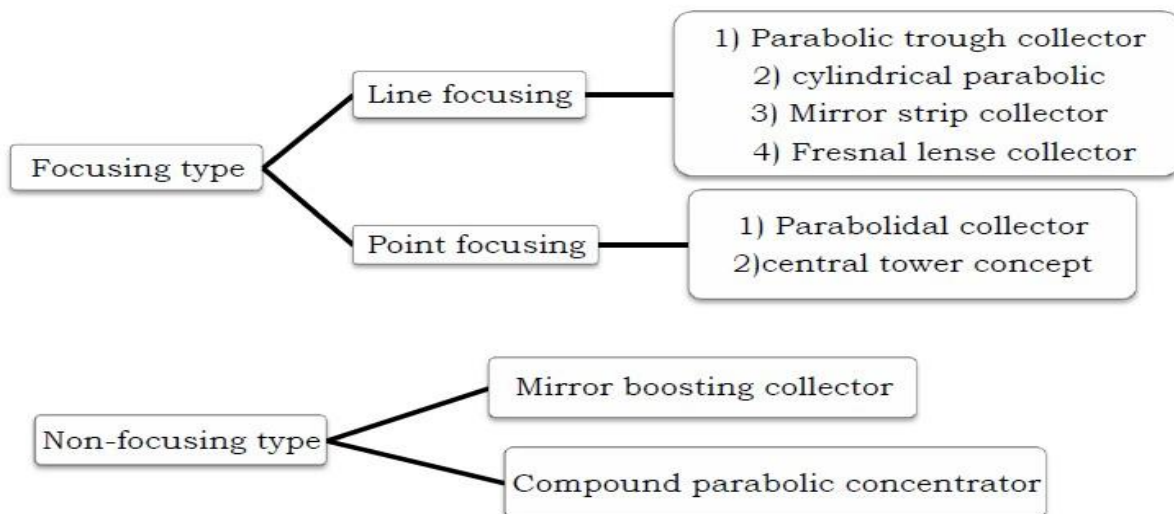 Focusing type
Line focusing
1) Parabolic trough collector
2) cylindrical parabolic
3) Mirror strip collector
4) Fresnal lense collector
Point focusing
1) Parabolidal collector
2)central tower concept
Non-focusing type
Mirror boosting collector
Compound parabolic concentrator